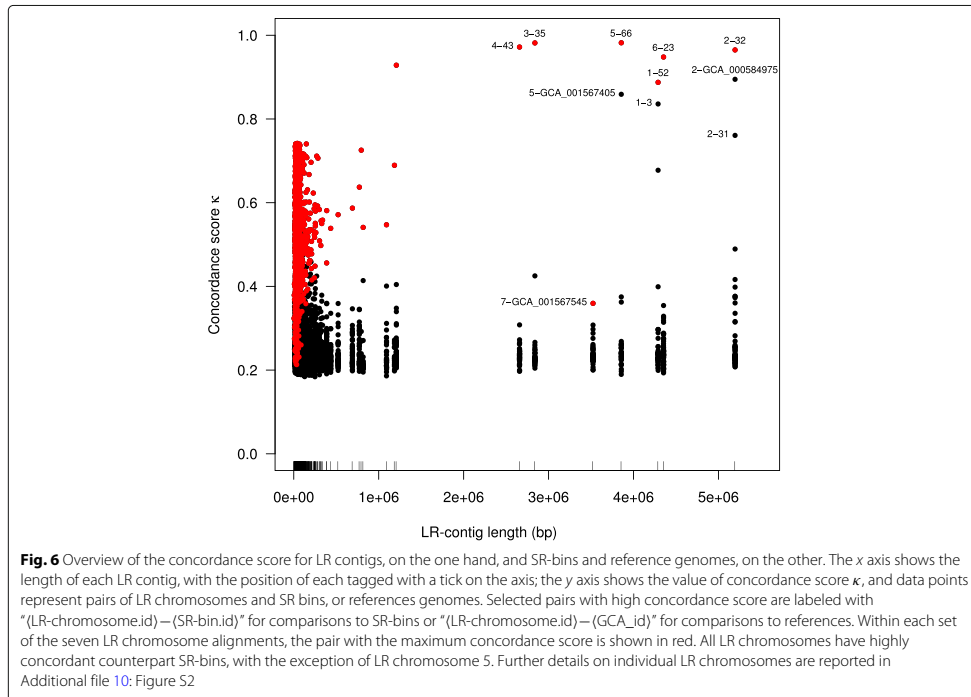 1.0
0.8
0.6
0.4
0.2
0.0
Concordance score κ
4−43
3−35
5−66
6−23
2−32
1−52
2−GCA_000584975
5−GCA_001567405
1−3
2−31
7−GCA_001567545
0e+00
1e+06
2e+06
3e+06
4e+06
5e+06
LR−contig length (bp)
Fig. 6 Overview of the concordance score for LR contigs, on the one hand, and SR-bins and reference genomes, on the other. The x axis shows the
length of each LR contig, with the position of each tagged with a tick on the axis; the y axis shows the value of concordance score κ, and data points
represent pairs of LR chromosomes and SR bins, or references genomes. Selected pairs with high concordance score are labeled with
“⟨LR-chromosome.id⟩—⟨SR-bin.id⟩” for comparisons to SR-bins or “⟨LR-chromosome.id⟩—⟨GCA_id⟩” for comparisons to references. Within each set
of the seven LR chromosome alignments, the pair with the maximum concordance score is shown in red. All LR chromosomes have highly
concordant counterpart SR-bins, with the exception of LR chromosome 5. Further details on individual LR chromosomes are reported in
Additional file 10: Figure S2